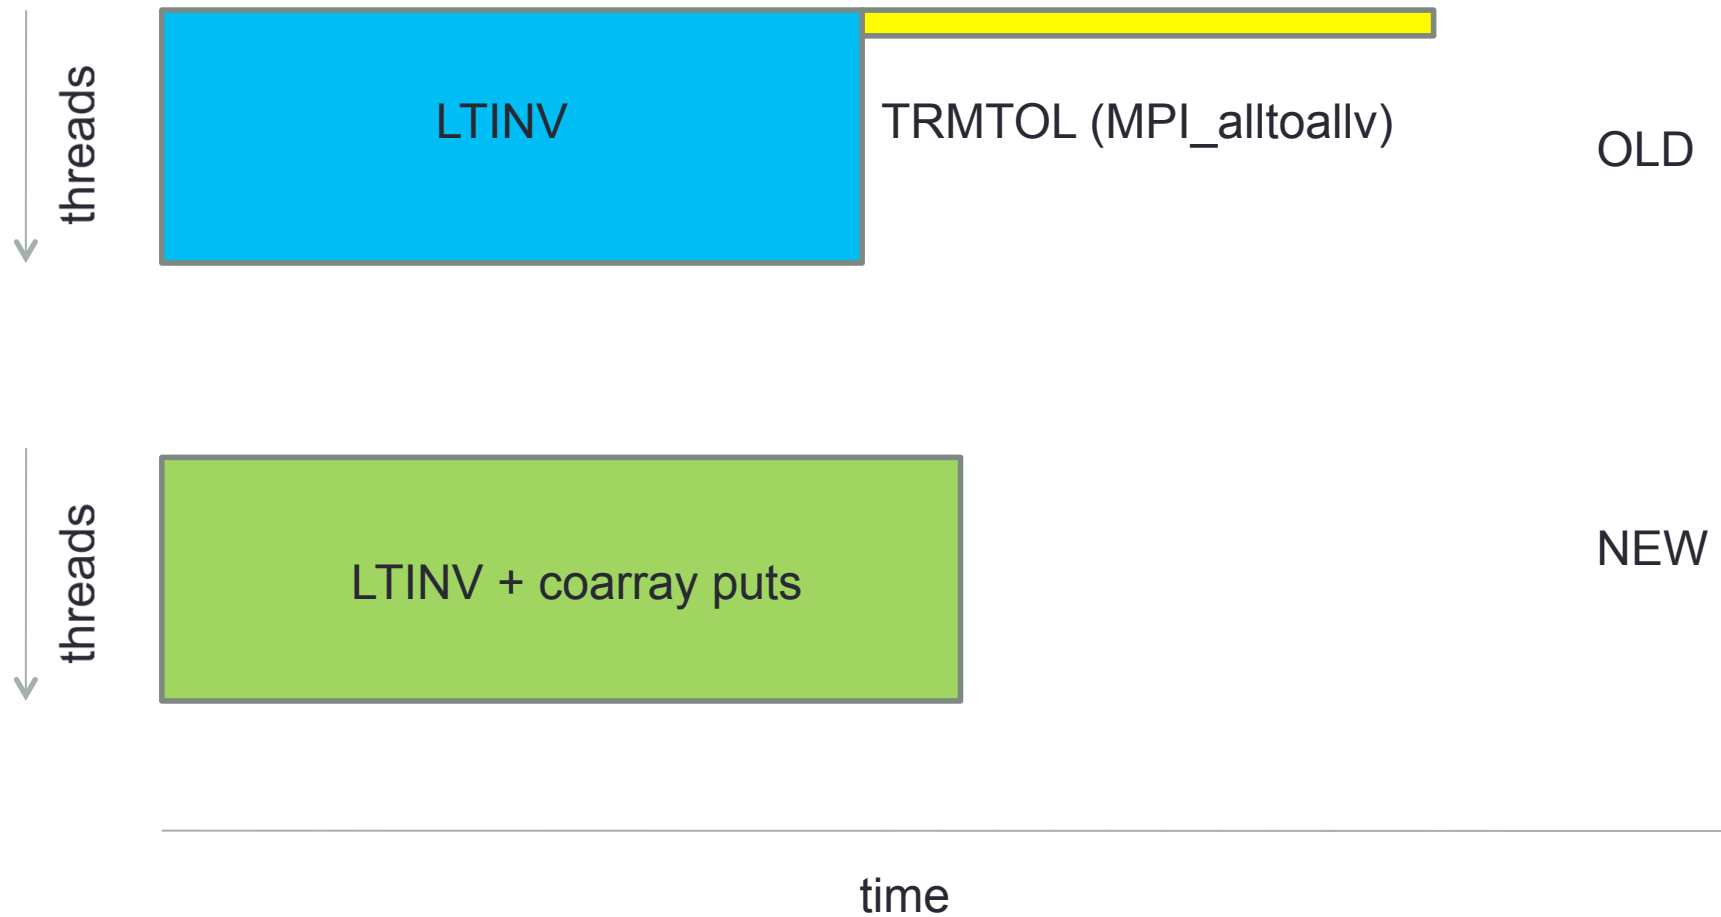 threads
LTINV
TRMTOL (MPI_alltoallv)
OLD
threads
LTINV + coarray puts
NEW
time